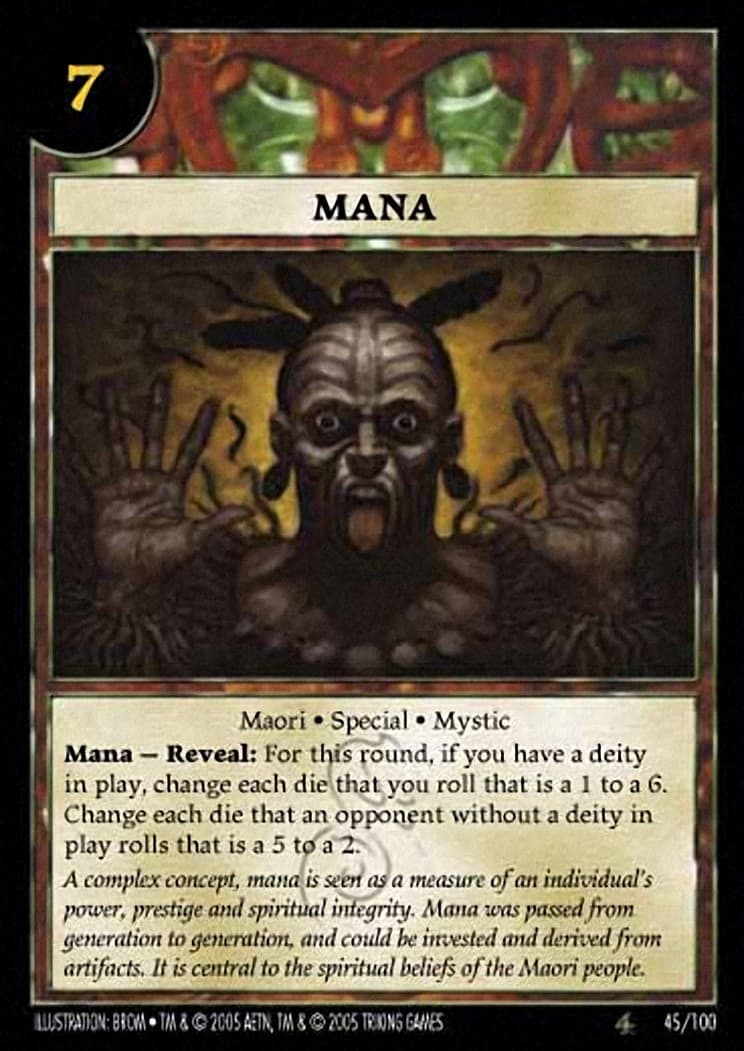 7
MANA
Maori • Special • Mystic
Mana — Reveal: For this round, if you have a deity
in play, change each die that you roll that is a 1 to a 6.
Change each die that an opponent without a deity in
play rolls that is a 5 to a 2.
A complex concept, mana is seen as a measure of an individual's
power, prestige and spiritual integrity. Mana was passed from
generation to generation, and could be invested and derived from
artifacts. It is central to the spiritual beliefs of the Maori people.
ILLUSTRATION: BROM • TM & © 2005 AETN, TM & © 2005 TRIKING GAMES
45/100